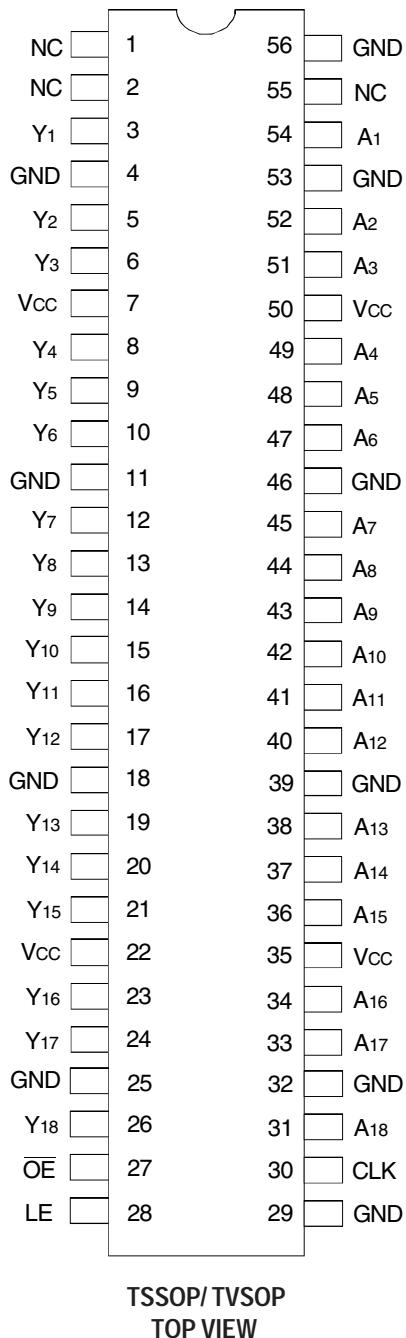 NC 1 56 GND
NC 2 55 NC
Y1 3 54 A1
GND 4 53 GND
Y2 5 52 A2
Y3 6 51 A3
VCC 7 50 VCC
Y4 8 49 A4
Y5 9 48 A5
Y6 10 47 A6
GND 11 46 GND
Y7 12 45 A7
Y8 13 44 A8
Y9 14 43 A9
Y10 15 42 A10
Y11 16 41 A11
Y12 17 40 A12
GND 18 39 GND
Y13 19 38 A13
Y14 20 37 A14
Y15 21 36 A15
VCC 22 35 VCC
Y16 23 34 A16
Y17 24 33 A17
GND 25 32 GND
Y18 26 31 A18
O̅E̅ 27 30 CLK
LE 28 29 GND
TSSOP/ TVSOP
TOP VIEW